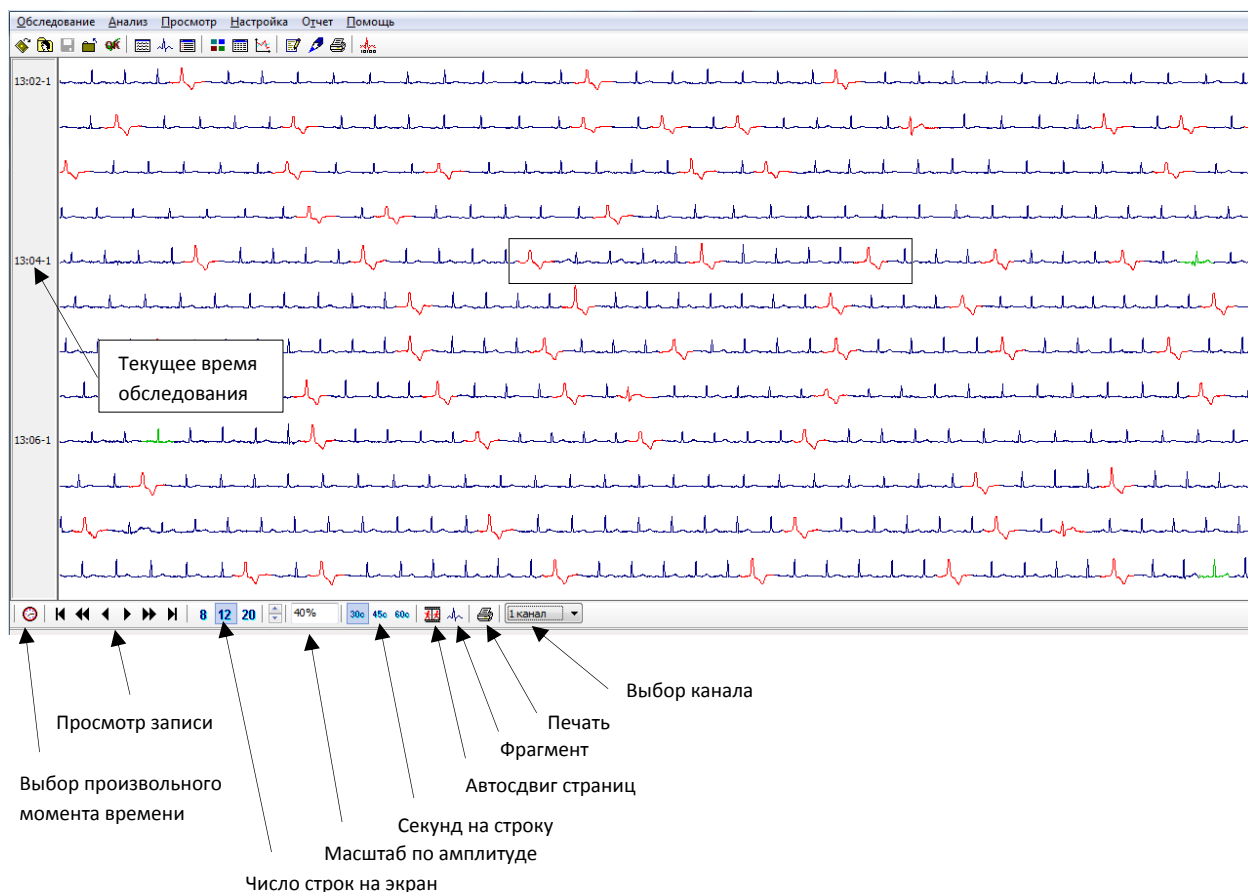 Обследование Анализ Просмотр Настройка Отчет Помощь
13:02-1
13:04-1
Текущее время
обследования
13:06-1
8 12 20 40% 30с 45с 60с 1 канал
Выбор канала
Просмотр записи
Печать
Фрагмент
Выбор произвольного
момента времени
Автосдвиг страниц
Секунд на строку
Масштаб по амплитуде
Число строк на экран